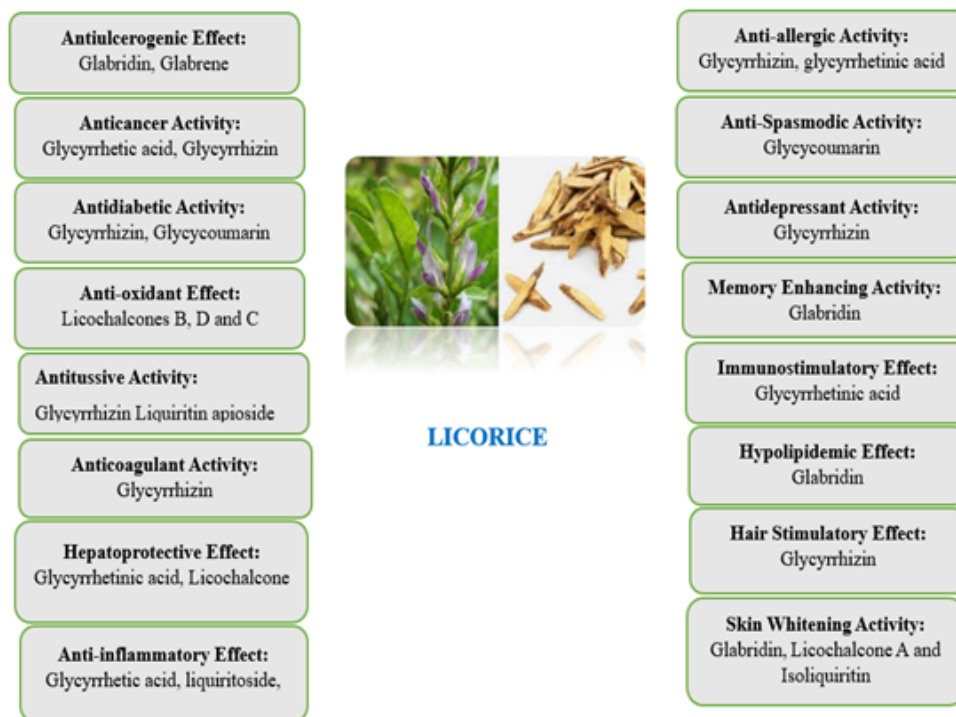 Antiulcerogenic Effect:
Glabridin, Glabrene
Anticancer Activity:
Glycyrrhetic acid, Glycyrrhizin
Antidiabetic Activity:
Glycyrrhizin, Glycycoumarin
Anti-oxidant Effect:
Licochalcones B, D and C
Antitussive Activity:
Glycyrrhizin Liquiritin apioside
Anticoagulant Activity:
Glycyrrhizin
Hepatoprotective Effect:
Glycyrrhetinic acid, Licochalcone
Anti-inflammatory Effect:
Glycyrrhetic acid, liquiritoside,
LICORICE
Anti-allergic Activity:
Glycyrrhizin, glycyrrhetinic acid
Anti-Spasmodic Activity:
Glycycoumarin
Antidepressant Activity:
Glycyrrhizin
Memory Enhancing Activity:
Glabridin
Immunostimulatory Effect:
Glycyrrhetinic acid
Hypolipidemic Effect:
Glabridin
Hair Stimulatory Effect:
Glycyrrhizin
Skin Whitening Activity:
Glabridin, Licochalcone A and
Isoliquiritin